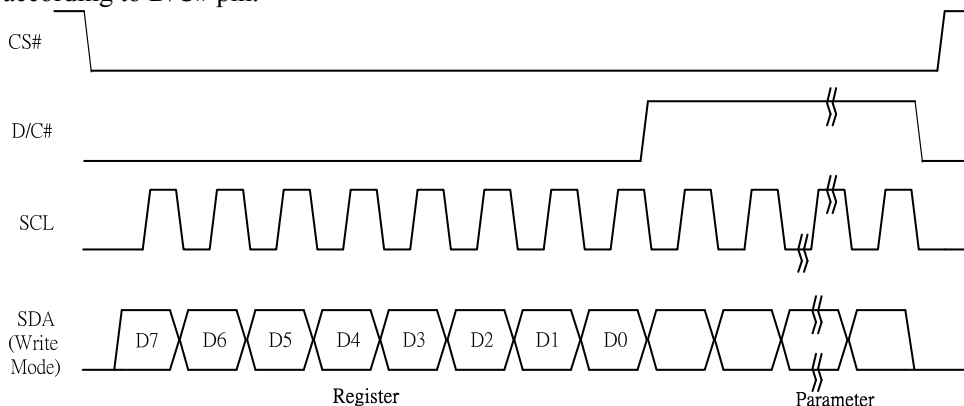 according to D/C# pin.
CS#
D/C#
SCL
SDA
(Write
Mode)
D7 D6 D5 D4 D3 D2 D1 D0
Register Parameter